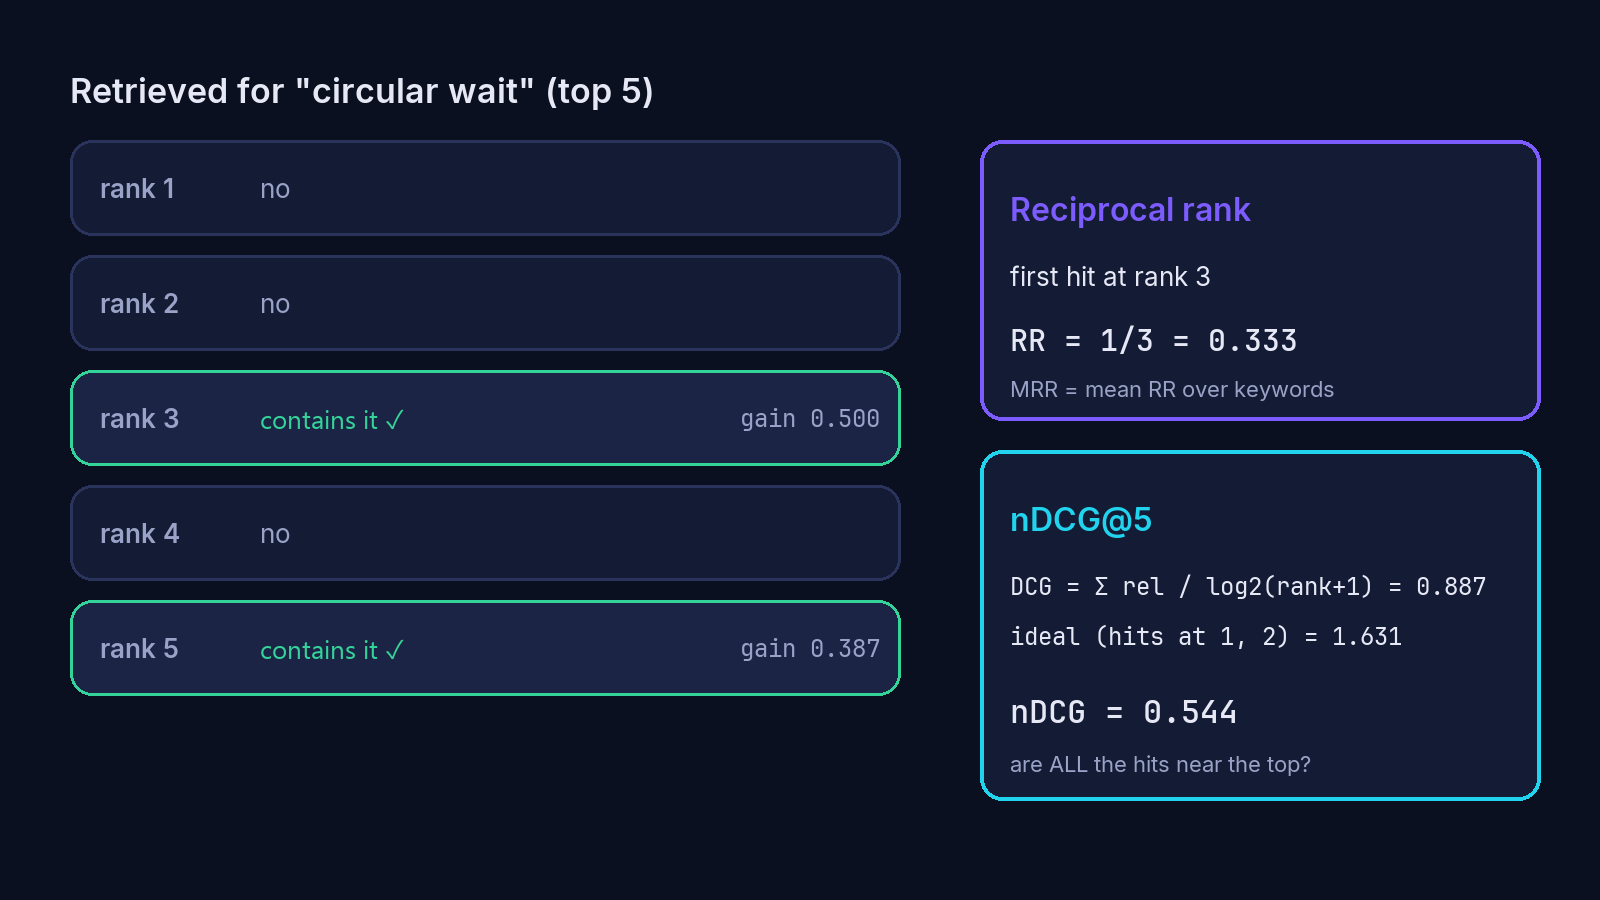 Retrieved for "circular wait" (top 5)
rank 1 no
rank 2 no
rank 3 contains it ✓ gain 0.500
rank 4 no
rank 5 contains it ✓ gain 0.387
Reciprocal rank
first hit at rank 3
RR = 1/3 = 0.333
MRR = mean RR over keywords
nDCG@5
DCG = Σ rel / log2(rank+1) = 0.887
ideal (hits at 1, 2) = 1.631
nDCG = 0.544
are ALL the hits near the top?